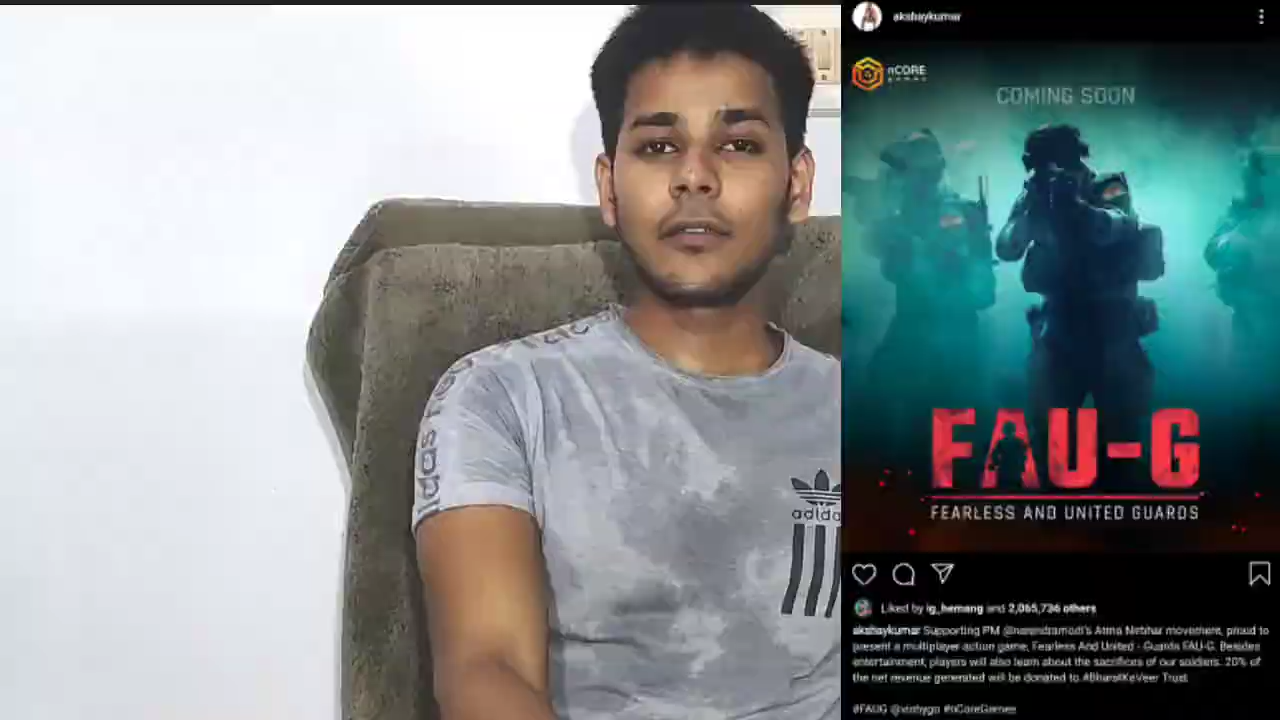 akshaykumar
nCORE
games
COMING SOON
FAU-G
FEARLESS AND UNITED GUARDS
Liked by ig_hemang and 2,065,736 others
akshaykumar Supporting PM @narendramodi's Atma Nirbhar movement, proud to
present a multiplayer action game, Fearless And United - Guards FAU-G. Besides
entertainment, players will also learn about the sacrifices of our soldiers. 20% of
the net revenue generated will be donated to #BharatKeVeer Trust
#FAUG @vishygo #nCoreGames
adidas
adidas